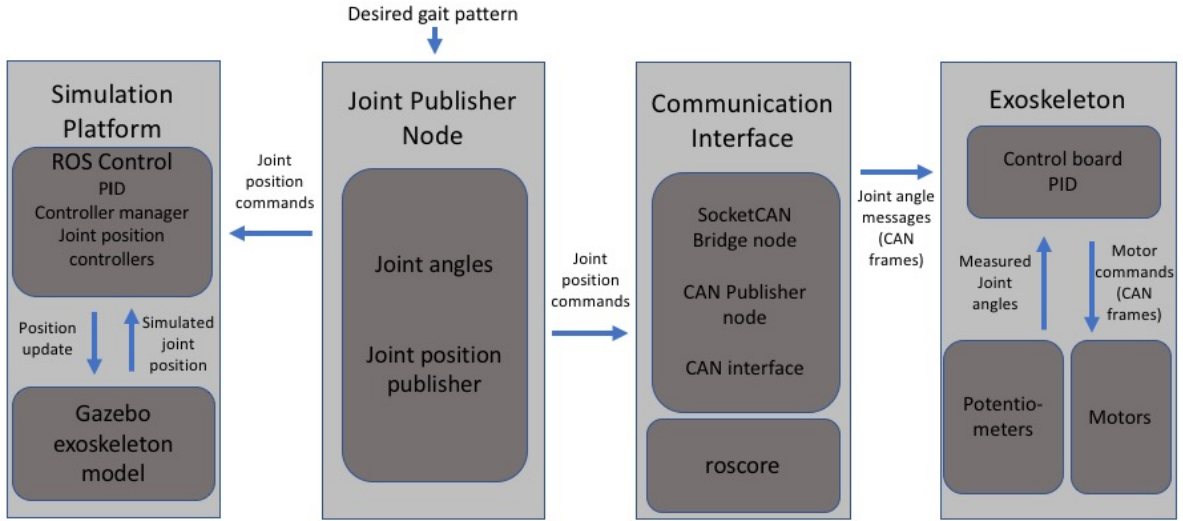 Desired gait pattern
Simulation
Platform
ROS Control
PID
Controller manager
Joint position
controllers
Position
update
Simulated
joint
position
Gazebo
exoskeleton
model
Joint
position
commands
Joint Publisher
Node
Joint angles
Joint position
publisher
Joint
position
commands
Communication
Interface
SocketCAN
Bridge node
CAN Publisher
node
CAN interface
roscore
Joint angle
messages
(CAN
frames)
Exoskeleton
Control board
PID
Measured
Joint
angles
Motor
commands
(CAN
frames)
Potentio-
meters
Motors